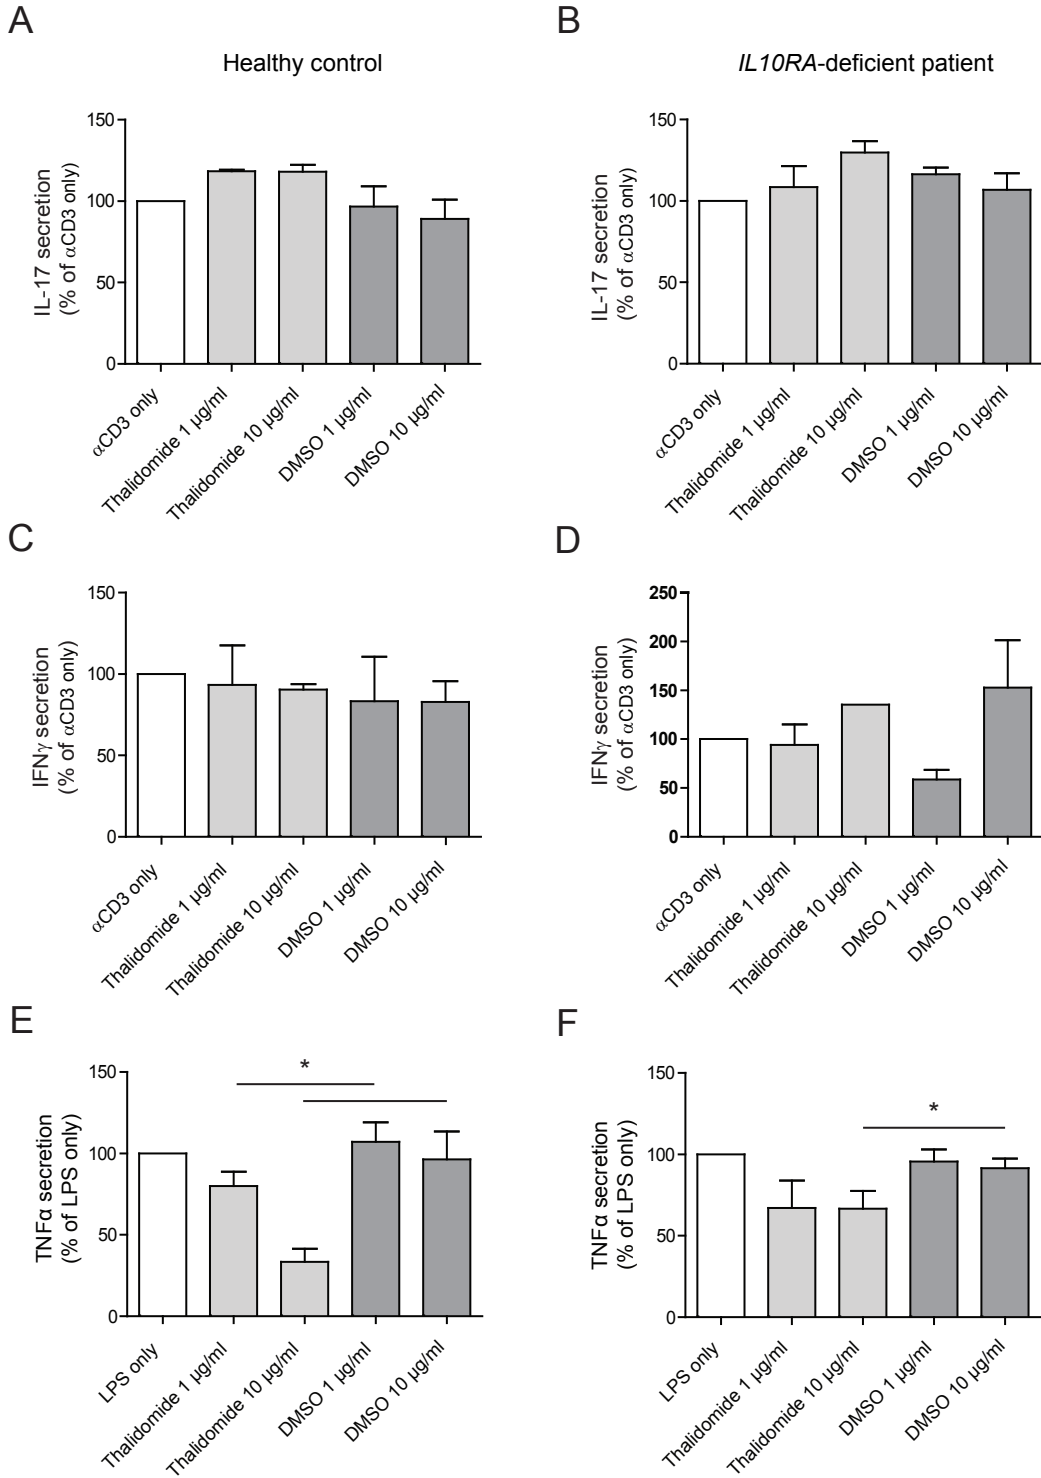 A
B
Healthy control
IL10RA-deficient patient
IL-17 secretion
(% of αCD3 only)
150
100
50
0
αCD3 only
Thalidomide 1 µg/ml
Thalidomide 10 µg/ml
DMSO 1 µg/ml
DMSO 10 µg/ml
IL-17 secretion
(% of αCD3 only)
150
100
50
0
αCD3 only
Thalidomide 1 µg/ml
Thalidomide 10 µg/ml
DMSO 1 µg/ml
DMSO 10 µg/ml
C
D
IFNγ secretion
(% of αCD3 only)
150
100
50
0
αCD3 only
Thalidomide 1 µg/ml
Thalidomide 10 µg/ml
DMSO 1 µg/ml
DMSO 10 µg/ml
IFNγ secretion
(% of αCD3 only)
250
200
150
100
50
0
αCD3 only
Thalidomide 1 µg/ml
Thalidomide 10 µg/ml
DMSO 1 µg/ml
DMSO 10 µg/ml
E
F
TNFα secretion
(% of LPS only)
150
100
50
0
*
LPS only
Thalidomide 1 µg/ml
Thalidomide 10 µg/ml
DMSO 1 µg/ml
DMSO 10 µg/ml
TNFα secretion
(% of LPS only)
150
100
50
0
*
LPS only
Thalidomide 1 µg/ml
Thalidomide 10 µg/ml
DMSO 1 µg/ml
DMSO 10 µg/ml